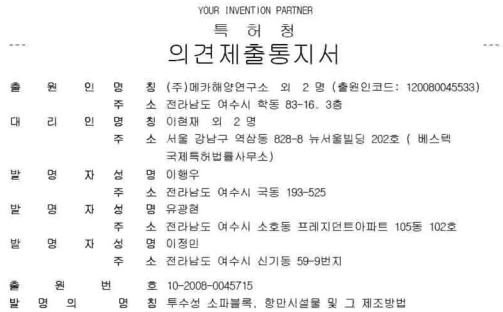 YOUR INVENTION PARTNER
특 허 청
의견제출통지서
출 원 인 명 칭 (주)메카해양연구소 외 2 명 (출원인코드: 120080045533)
주 소 전라남도 여수시 학동 83-16. 3층
대 리 인 명 칭 이현재 외 2 명
주 소 서울 강남구 역삼동 828-8 뉴서울빌딩 202호 ( 베스텍
국제특허법률사무소)
발 명 자 성 명 이행우
주 소 전라남도 여수시 국동 193-525
발 명 자 성 명 유광현
주 소 전라남도 여수시 소호동 프레지던트아파트 105동 102호
발 명 자 성 명 이정민
주 소 전라남도 여수시 신기동 59-9번지
출 원 번 호 10-2008-0045715
발 명 의 명 칭 투수성 소파블록, 항만시설물 및 그 제조방법